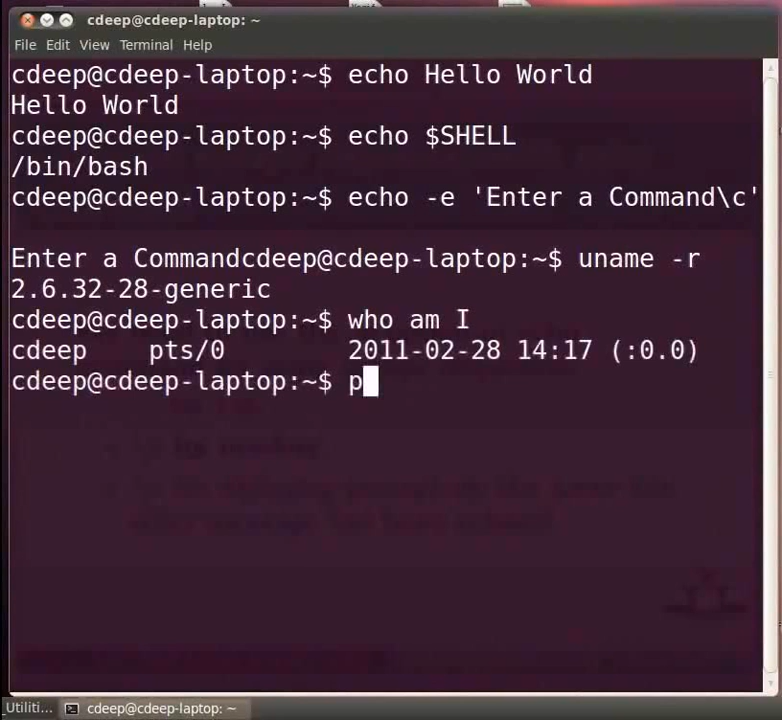 cdeep@cdeep-laptop: ~
File Edit View Terminal Help
cdeep@cdeep-laptop:~$ echo Hello World
Hello World
cdeep@cdeep-laptop:~$ echo $SHELL
/bin/bash
cdeep@cdeep-laptop:~$ echo -e 'Enter a Command\c'
Enter a Commandcdeep@cdeep-laptop:~$ uname -r
2.6.32-28-generic
cdeep@cdeep-laptop:~$ who am I
cdeep pts/0 2011-02-28 14:17 (:0.0)
cdeep@cdeep-laptop:~$ p
_Utiliti... cdeep@cdeep-laptop: ~